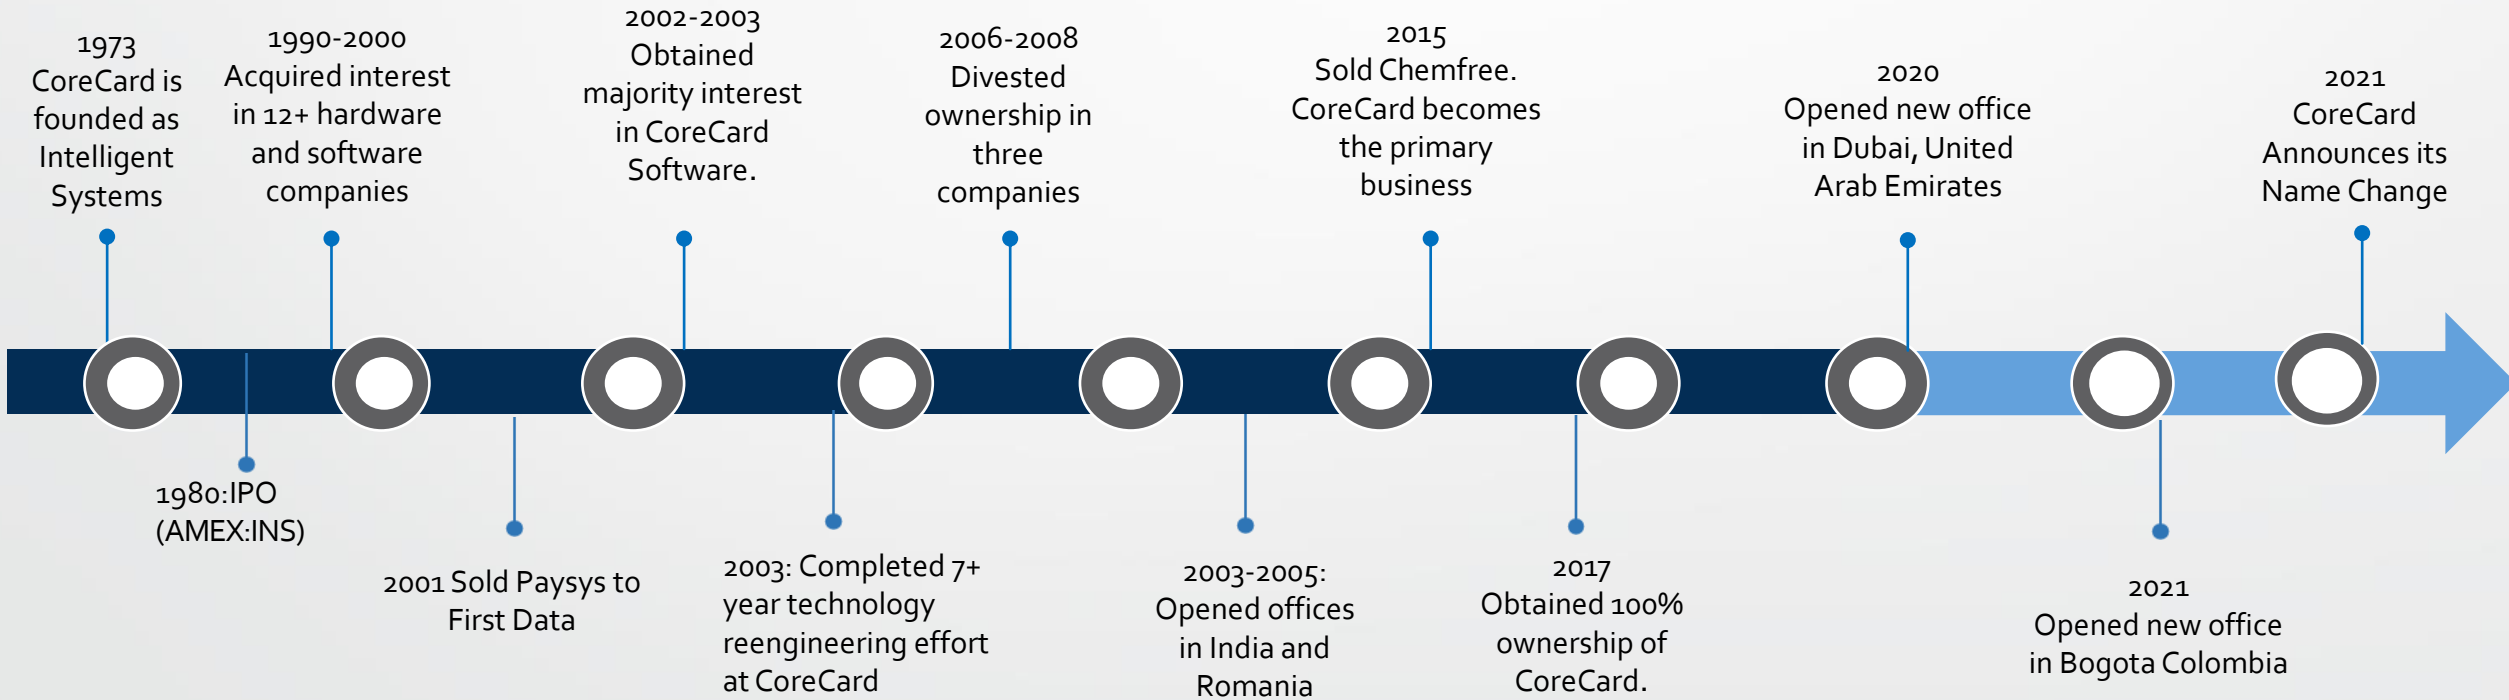 1973
CoreCard is
founded as
Intelligent
Systems
1990-2000
Acquired interest
in 12+ hardware
and software
companies
2002-2003
Obtained
majority interest
in CoreCard
Software.
2006-2008
Divested
ownership in
three
companies
2015
Sold Chemfree.
CoreCard becomes
the primary
business
2020
Opened new office
in Dubai, United
Arab Emirates
2021
CoreCard
Announces its
Name Change
1980:IPO
(AMEX:INS)
2001 Sold Paysys to
First Data
2003: Completed 7+
year technology
reengineering effort
at CoreCard
2003-2005:
Opened offices
in India and
Romania
2017
Obtained 100%
ownership of
CoreCard.
2021
Opened new office
in Bogota Colombia